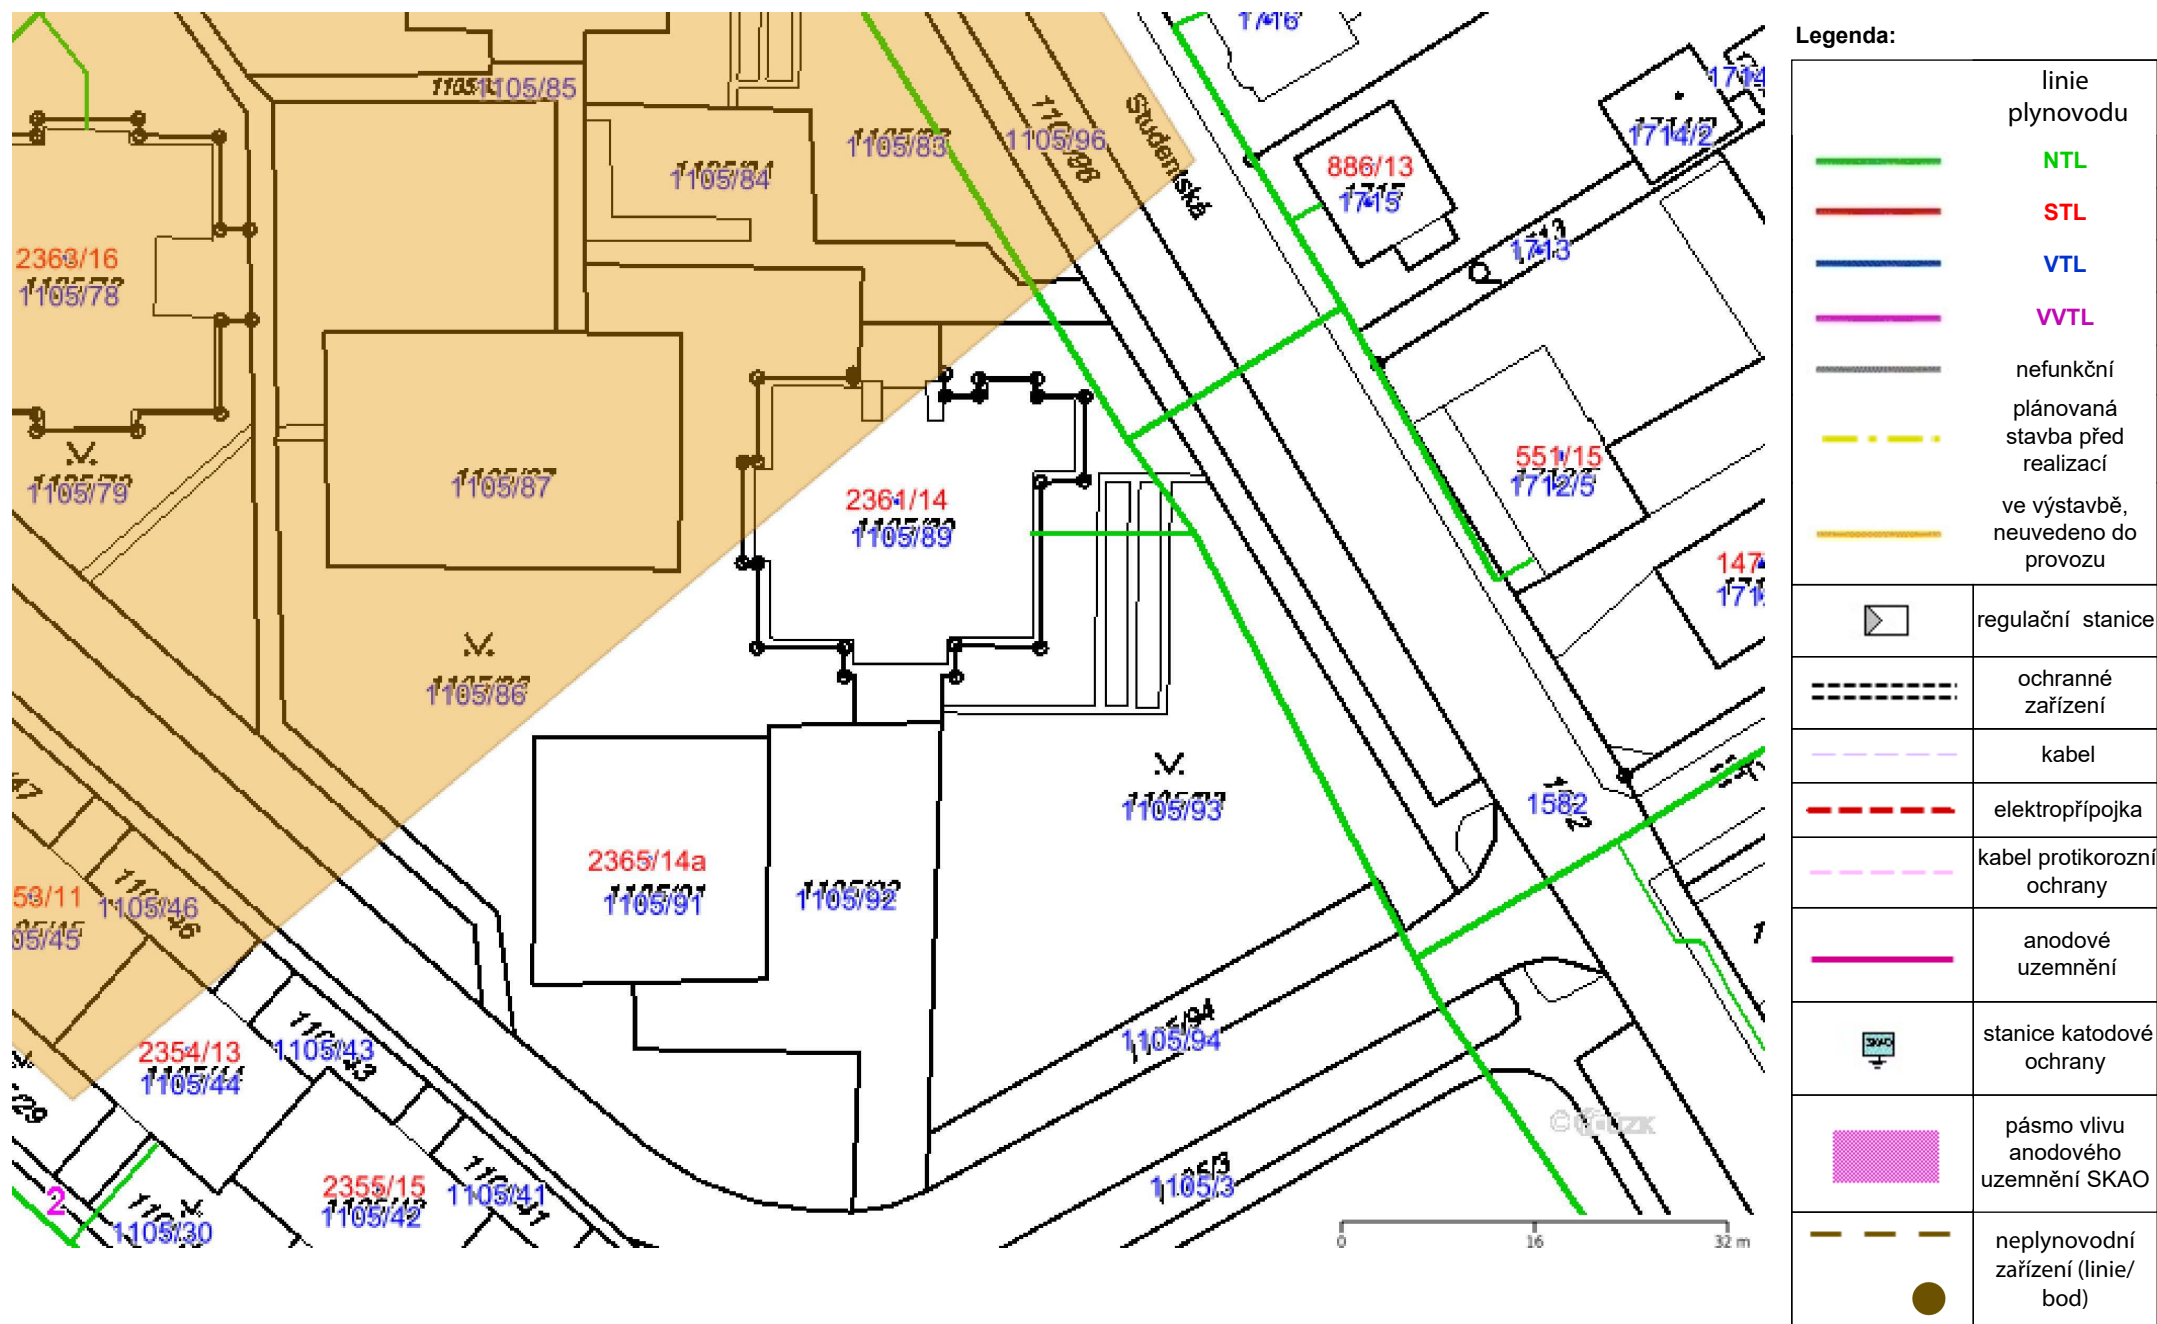 1716
1714/2
1105/85
1105/96
Studentská
1105/83
1105/84
886/13
1715
1713
2363/16
1105/78
1105/79
1105/87
2361/14
1105/89
551/15
1712/5
1105/86
1105/93
1582
2365/14a
1105/91
1105/92
1105/46
1105/94
2354/13
1105/44
1105/43
1105/3
2355/15
1105/42
1105/41
2
1105/30
0 16 32 m
Legenda:
linie
plynovodu
NTL
STL
VTL
VVTL
nefunkční
plánovaná
stavba před
realizací
ve výstavbě,
neuvedeno do
provozu
regulační stanice
ochranné
zařízení
kabel
elektropřípojka
kabel protikorozní
ochrany
anodové
uzemnění
stanice katodové
ochrany
pásmo vlivu
anodového
uzemnění SKAO
neplynovodní
zařízení (linie/
bod)